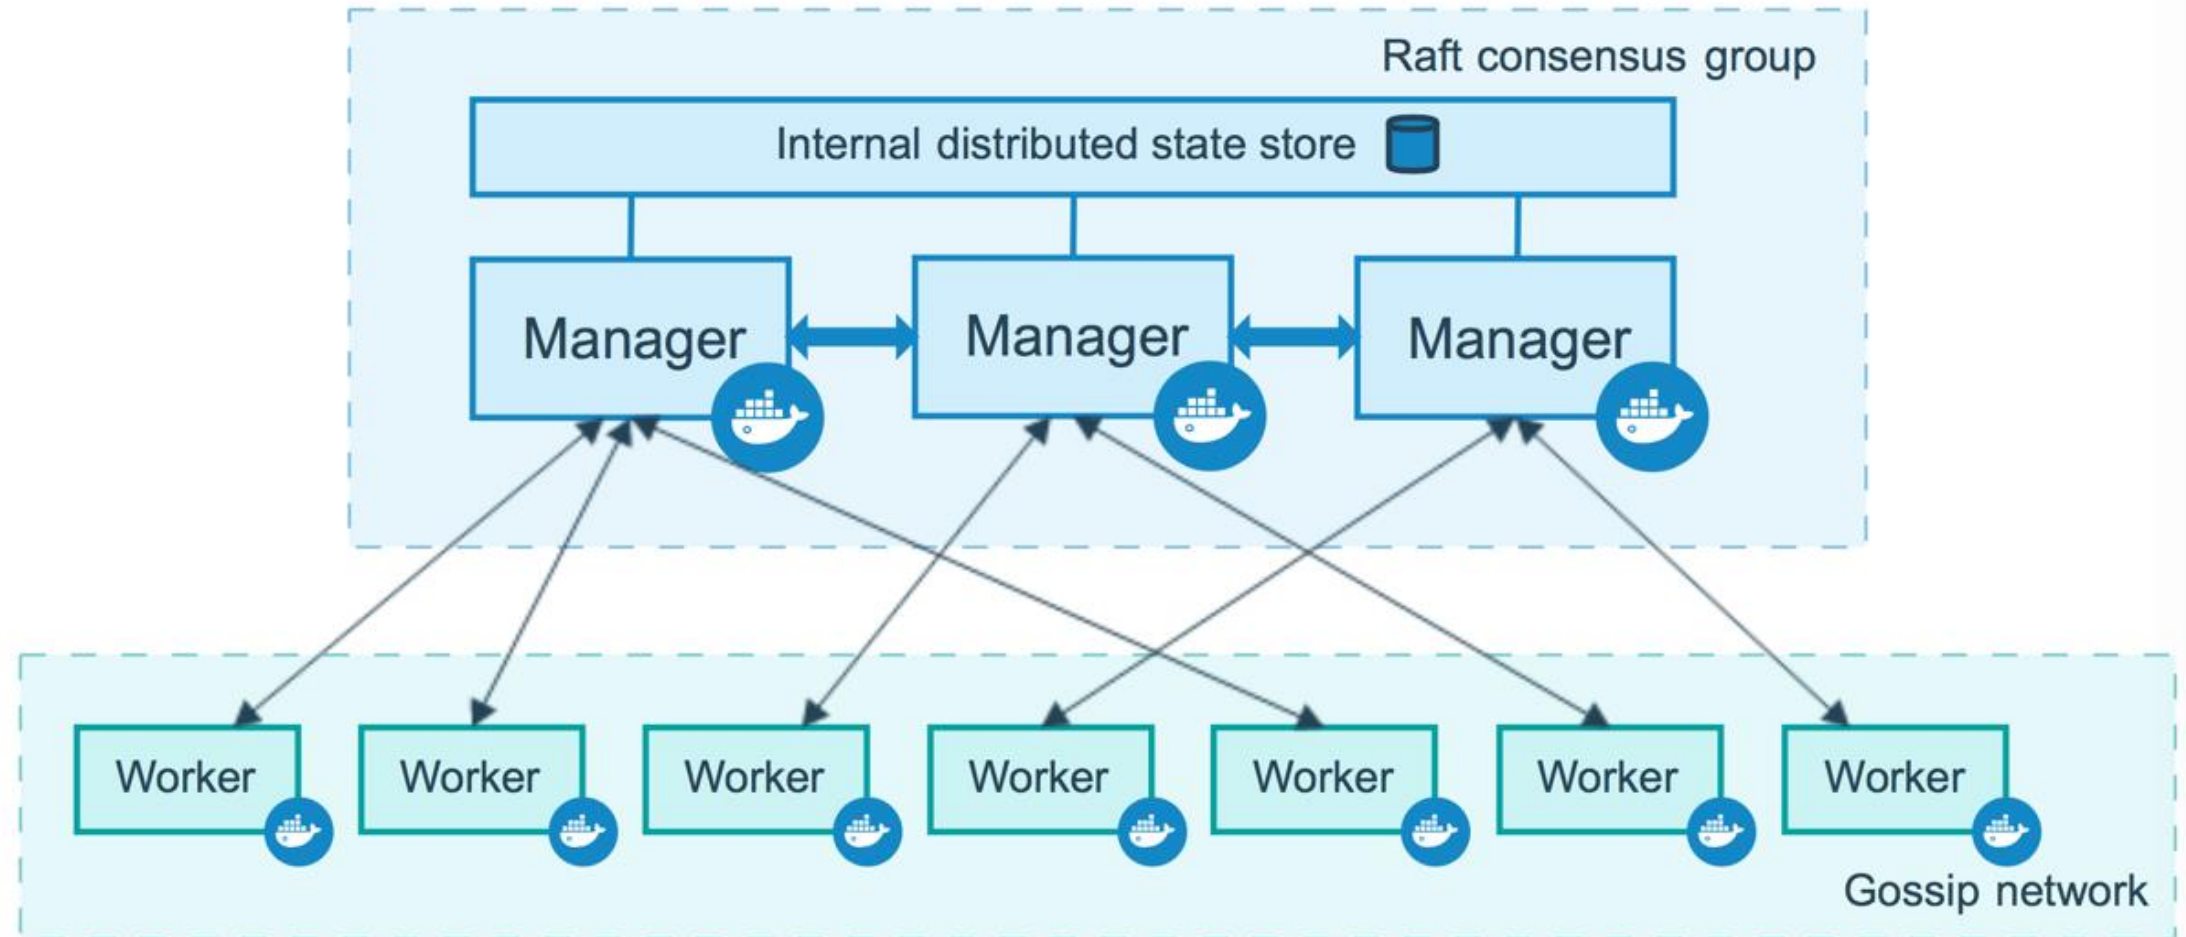 Raft consensus group
Internal distributed state store
Manager
Manager
Manager
Worker
Worker
Worker
Worker
Worker
Worker
Worker
Gossip network